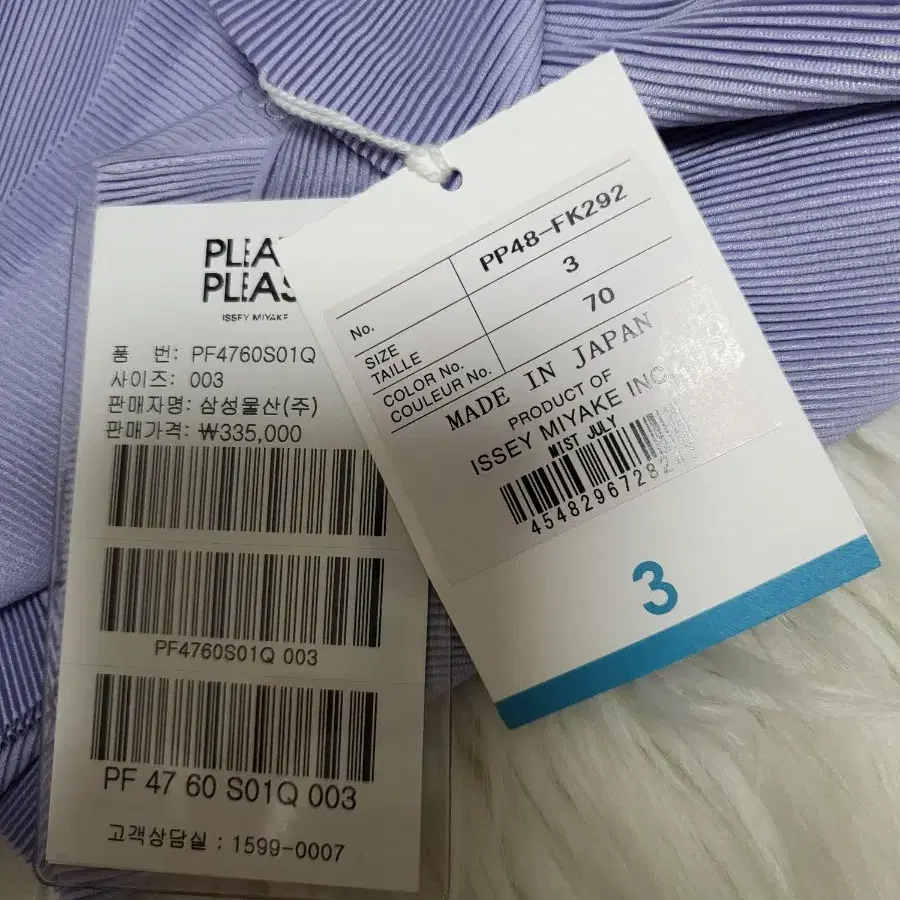 PLEA
PLEAS
ISSEY MIYAKE
품 번: PF4760S01Q
사이즈: 003
판매자명: 삼성물산(주)
판매가격: ₩335,000
PF4760S01Q 003
PF 47 60 S01Q 003
고객상담실 : 1599-0007
No. PP48-FK292
SIZE
TAILLE 3
COLOR No.
COULEUR No. 70
MADE IN JAPAN
PRODUCT OF
ISSEY MIYAKE INC.
MIST JULY
4548296728
3